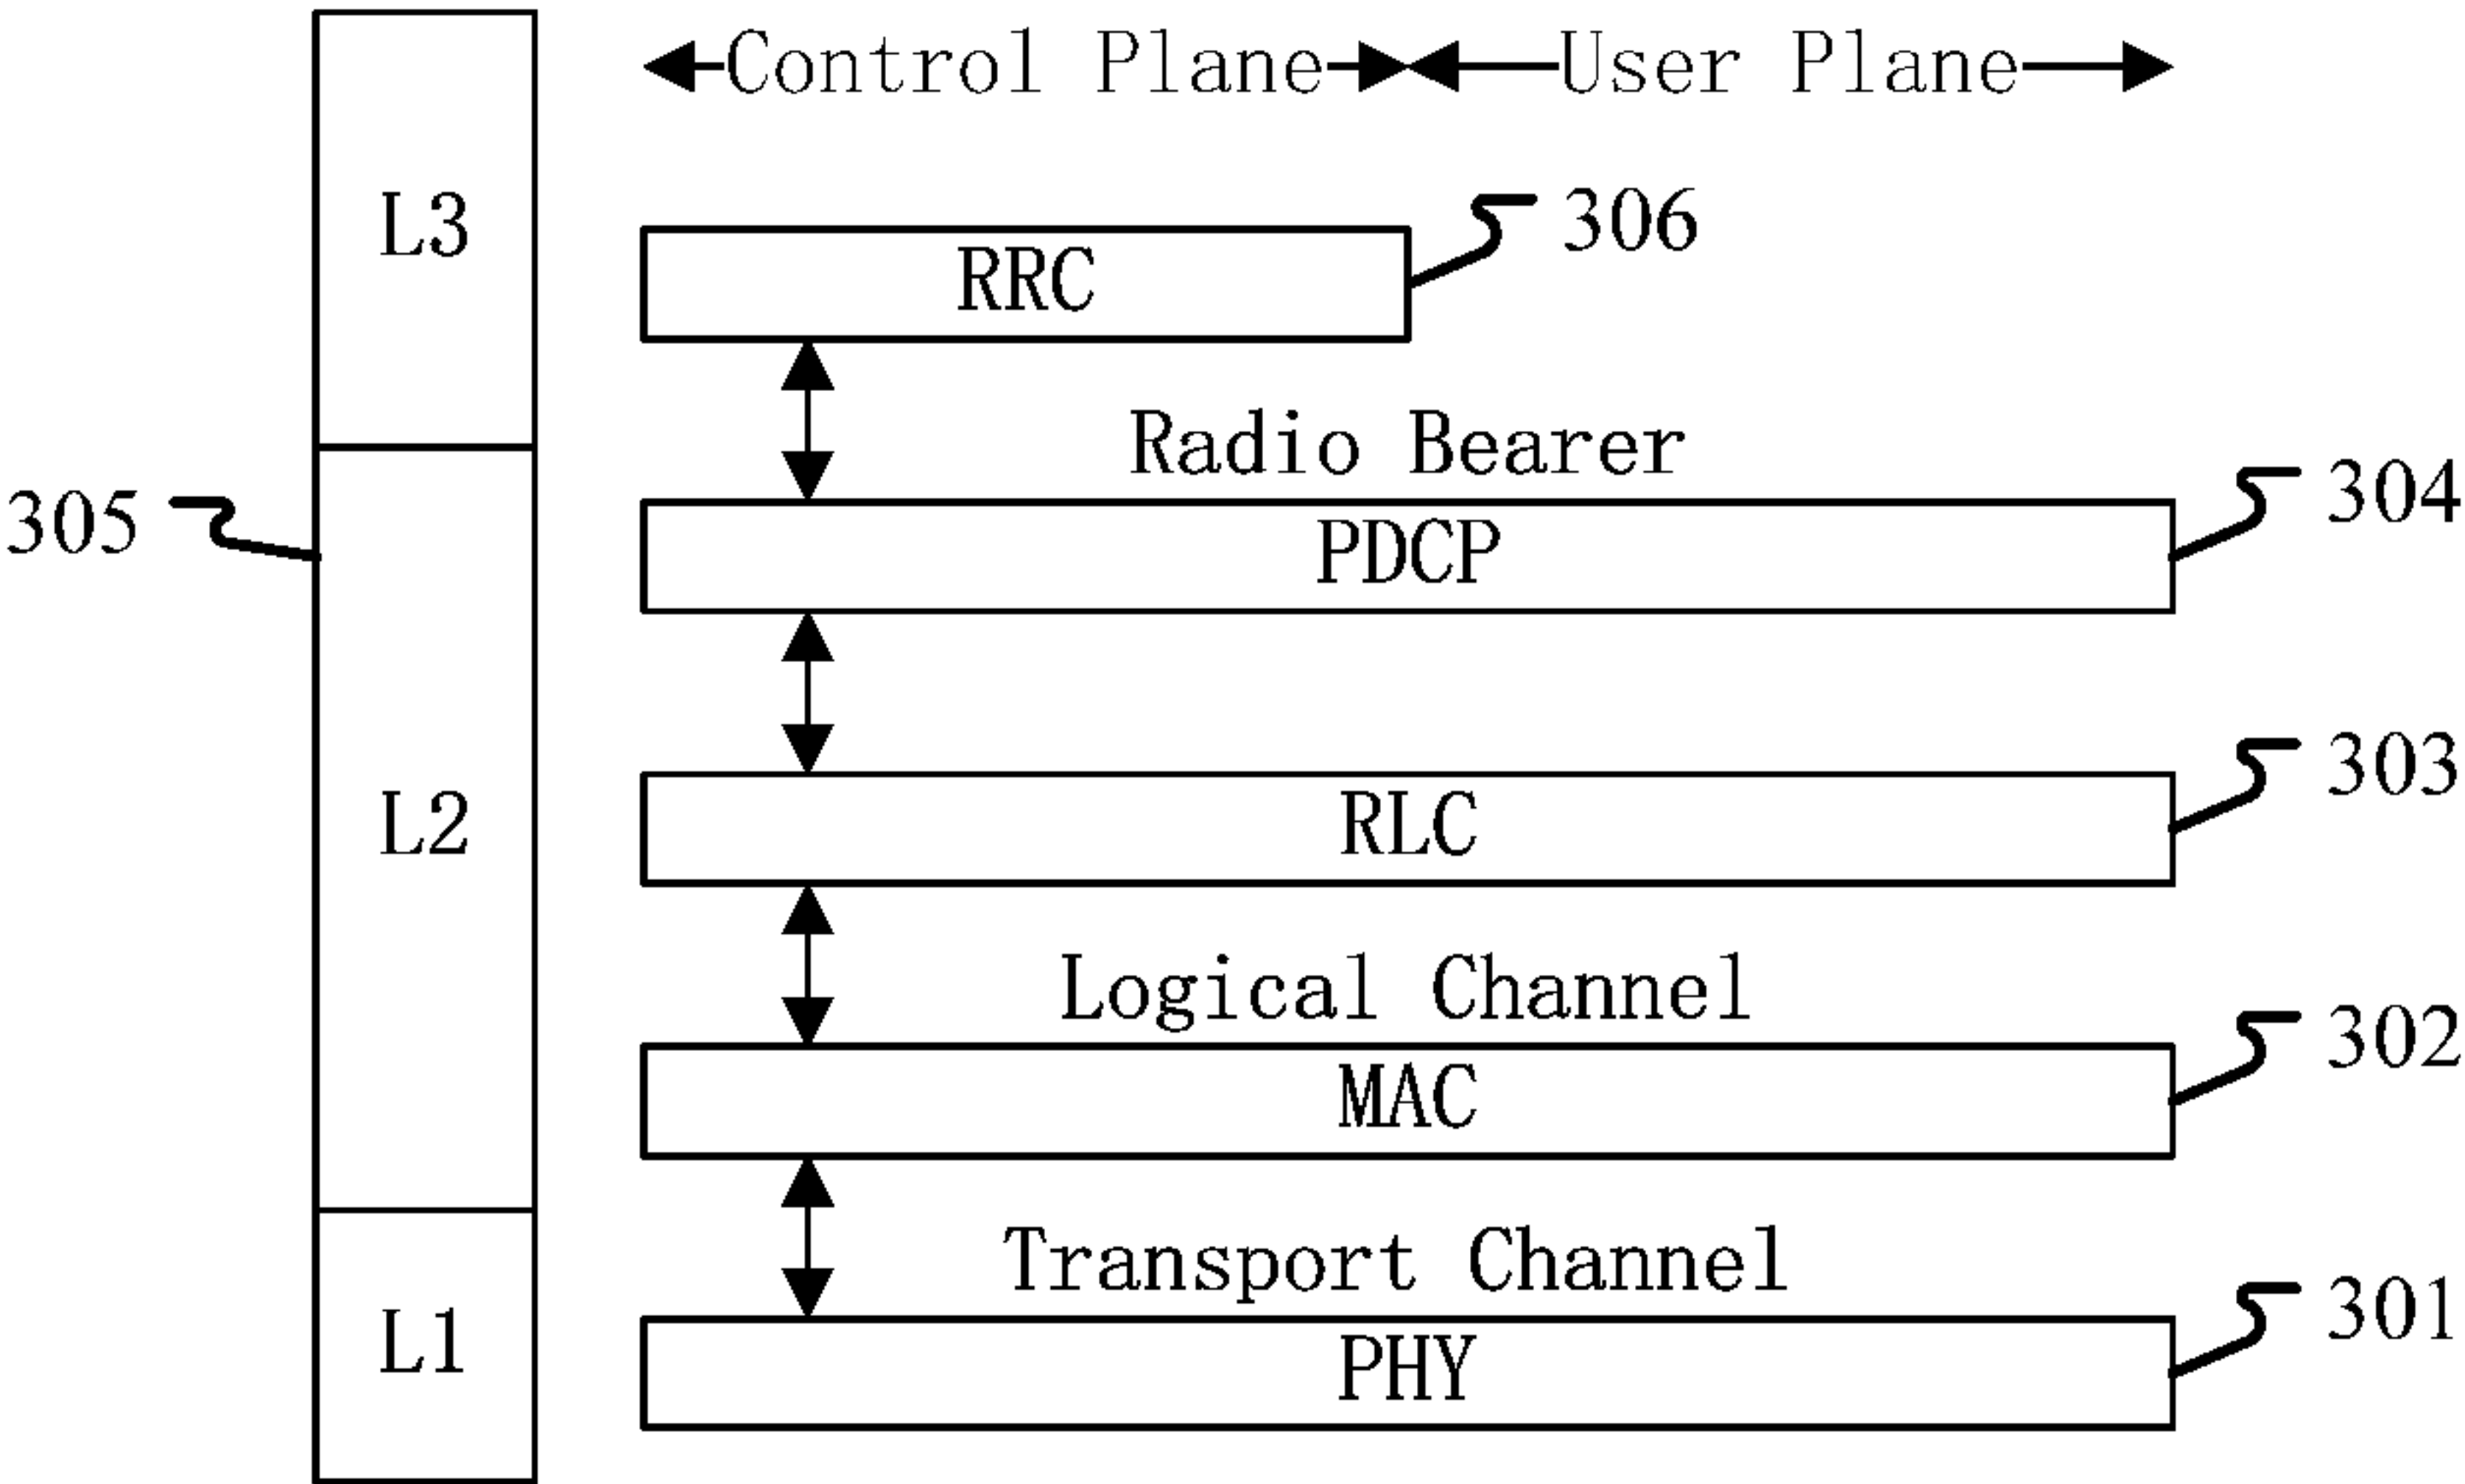 Control Plane User Plane
L3
306
RRC
Radio Bearer
304
305
PDCP
303
L2
RLC
Logical Channel
302
MAC
Transport Channel
301
L1
PHY